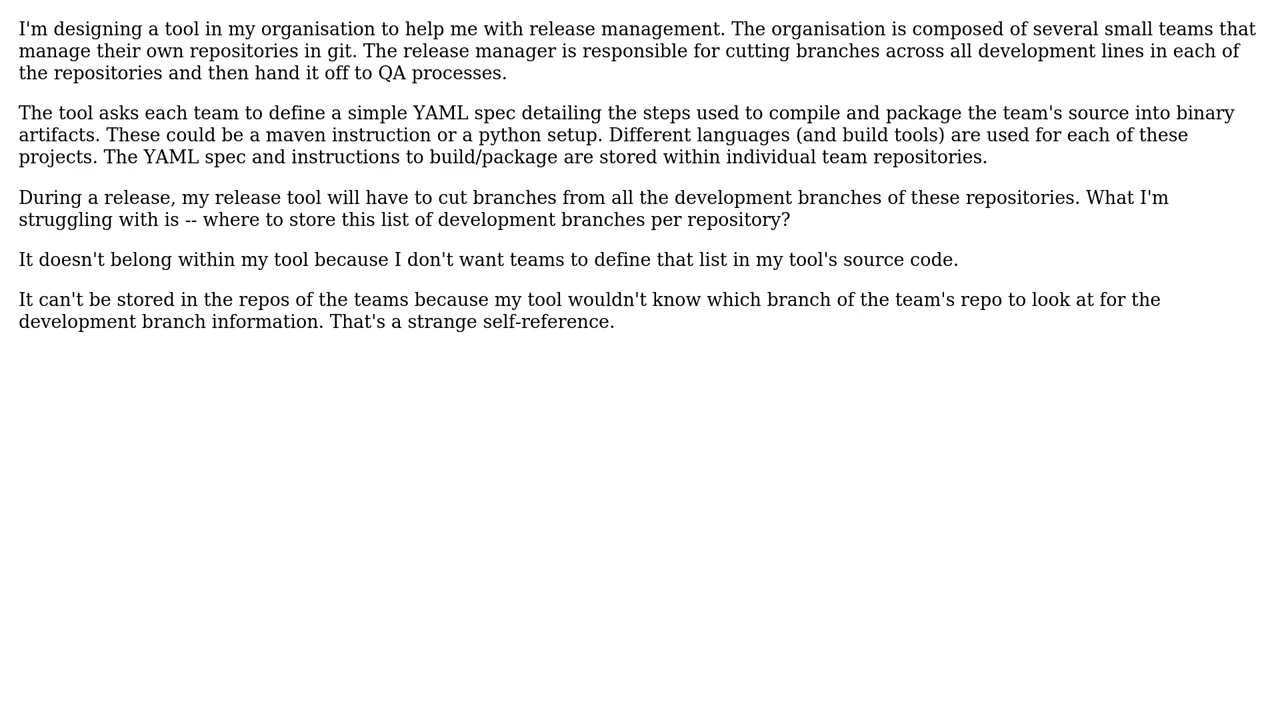 I'm designing a tool in my organisation to help me with release management. The organisation is composed of several small teams that
manage their own repositories in git. The release manager is responsible for cutting branches across all development lines in each of
the repositories and then hand it off to QA processes.
The tool asks each team to define a simple YAML spec detailing the steps used to compile and package the team's source into binary
artifacts. These could be a maven instruction or a python setup. Different languages (and build tools) are used for each of these
projects. The YAML spec and instructions to build/package are stored within individual team repositories.
During a release, my release tool will have to cut branches from all the development branches of these repositories. What I'm
struggling with is -- where to store this list of development branches per repository?
It doesn't belong within my tool because I don't want teams to define that list in my tool's source code.
It can't be stored in the repos of the teams because my tool wouldn't know which branch of the team's repo to look at for the
development branch information. That's a strange self-reference.